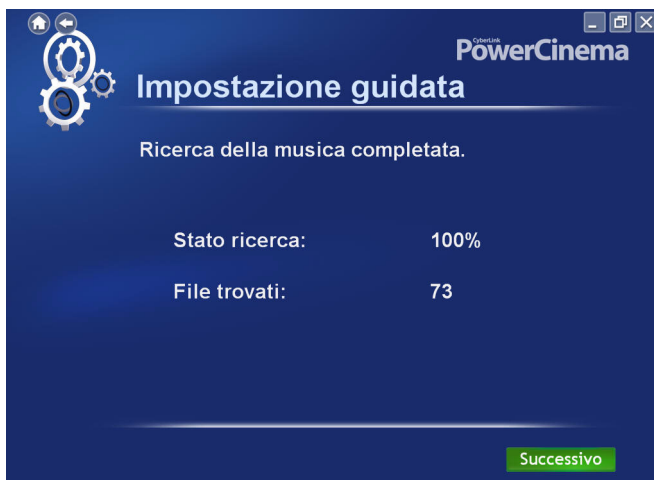 CyberLink
PowerCinema
Impostazione guidata
Ricerca della musica completata.
Stato ricerca: 100%
File trovati: 73
Successivo